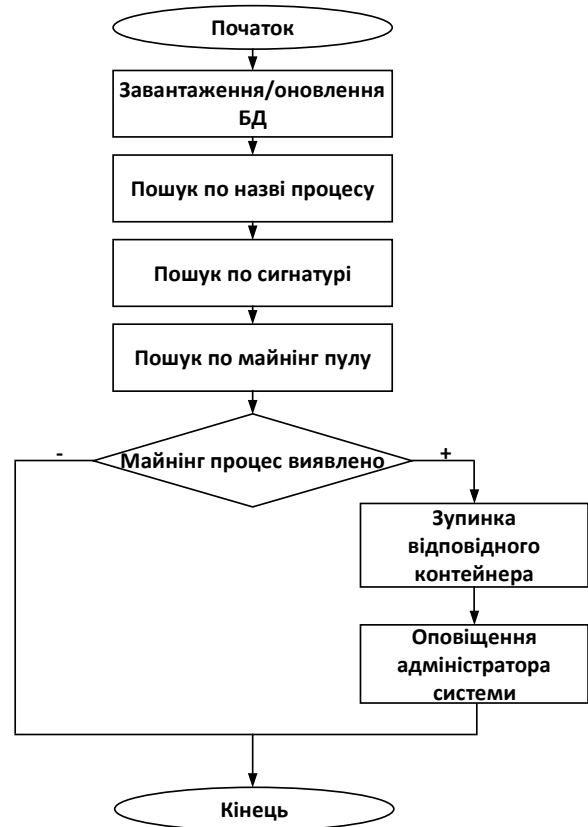 Початок
Завантаження/оновлення
БД
Пошук по назві процесу
Пошук по сигнатурі
Пошук по майнінг пулу
Майнінг процес виявлено
-
+
Зупинка
відповідного
контейнера
Оповіщення
адміністратора
системи
Кінець